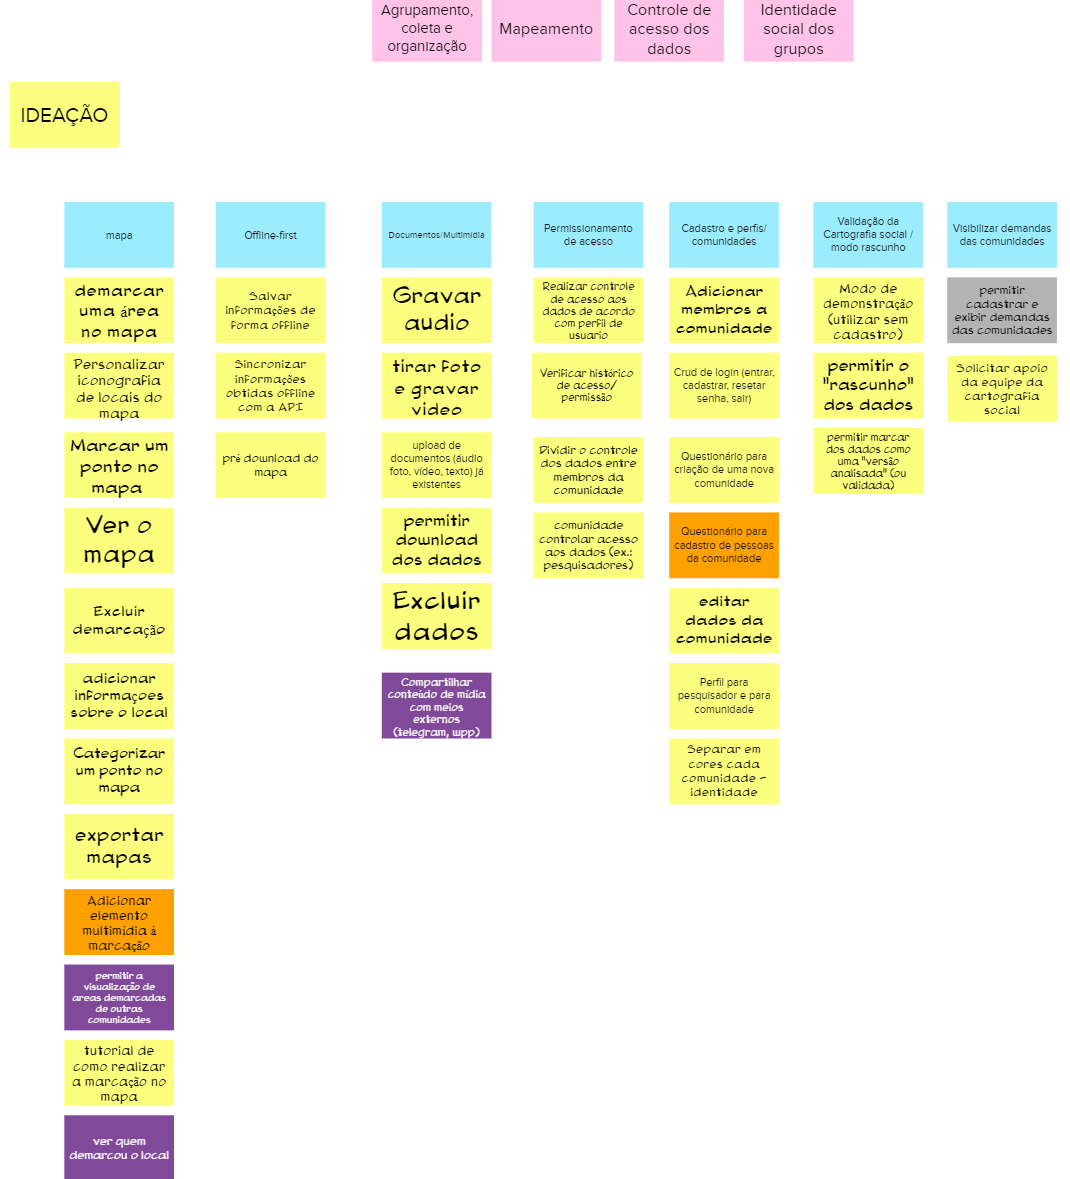 Agrupamento,
coleta e
organização
Mapeamento
Controle de
acesso dos
dados
Identidade
social dos
grupos
IDEAÇÃO
mapa
demarcar
uma área
no mapa
Personalizar
iconografia
de locais do
mapa
Marcar um
ponto no
mapa
Ver o
mapa
Excluir
demarcação
adicionar
informaçoes
sobre o local
Categorizar
um ponto no
mapa
exportar
mapas
Adicionar
elemento
multimídia à
marcação
permitir a
visualização de
areas demarcadas
de outras
comunidades
tutorial de
como realizar
a marcação no
mapa
ver quem
demarcou o local
Offline-first
Salvar
informações de
forma offline
Sincronizar
informações
obtidas offline
com a API
pré download do
mapa
Documentos/Multimídia
Gravar
audio
tirar foto
e gravar
video
upload de
documentos (áudio
foto, vídeo, texto) já
existentes
permitir
download
dos dados
Excluir
dados
Compartilhar
conteúdo de mídia
com meios
externos
(telegram, wpp)
Permissionamento
de acesso
Realizar controle
de acesso aos
dados de acordo
com perfil de
usuario
Verificar histórico
de acesso/
permissão
Dividir o controle
dos dados entre
membros da
comunidade
comunidade
controlar acesso
aos dados (ex.:
pesquisadores)
Cadastro e perfis/
comunidades
Adicionar
membros a
comunidade
Crud de login (entrar,
cadastrar, resetar
senha, sair)
Questionário para
criação de uma nova
comunidade
Questionário para
cadastro de pessoas
da comunidade
editar
dados da
comunidade
Perfil para
pesquisador e para
comunidade
Separar em
cores cada
comunidade -
identidade
Validação da
Cartografia social /
modo rascunho
Modo de
demonstração
(utilizar sem
cadastro)
permitir o
"rascunho"
dos dados
permitir marcar
dos dados como
uma "versão
analisada" (ou
validada)
Visibilizar demandas
das comunidades
permitir
cadastrar e
exibir demandas
das comunidades
Solicitar apoio
da equipe da
cartografia
social